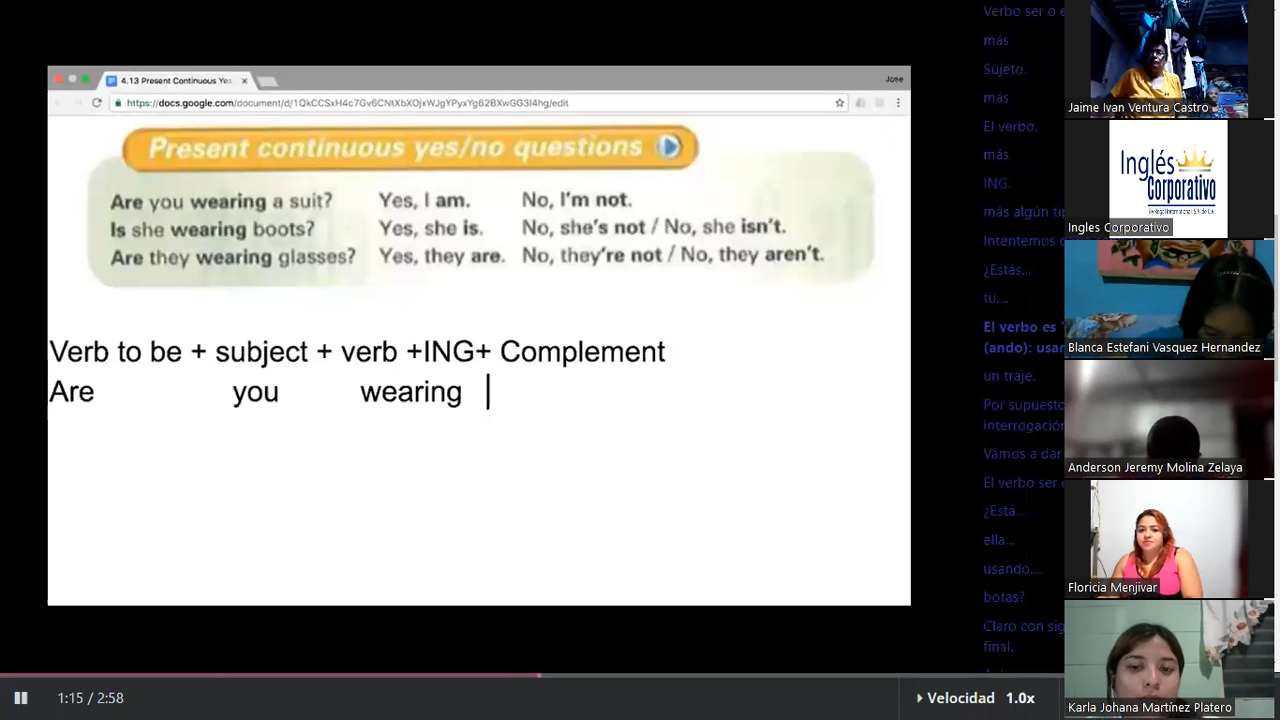 4.13 Present Continuous Yes
Jose
https://docs.google.com/document/d/1QkCCSxH4c7Gv6CNtXbXOjxWJgYPyxYg62BXwGG3I4hg/edit
Present continuous yes/no questions
Are you wearing a suit? Yes, I am. No, I'm not.
Is she wearing boots? Yes, she is. No, she's not / No, she isn't.
Are they wearing glasses? Yes, they are. No, they're not / No, they aren't.
Verb to be + subject + verb +ING+ Complement
Are you wearing
Verbo ser o e
más
Sujeto.
más
El verbo.
más.
ING.
más algún tip
Intentemos
¿Estás...
tu....
El verbo es
(ando): usar
un traje.
Por supuesto
interrogación
Vamos a dar
El verbo ser
¿Está...
ella...
usando....
botas?
Claro con sig
final.
Jaime Ivan Ventura Castro
Inglés
Corporativo
Ingles Corporativo
Blanca Estefani Vasquez Hernandez
Anderson Jeremy Molina Zelaya
Floricia Menjivar
Karla Johana Martínez Platero
1:15 / 2:58
Velocidad 1.0x